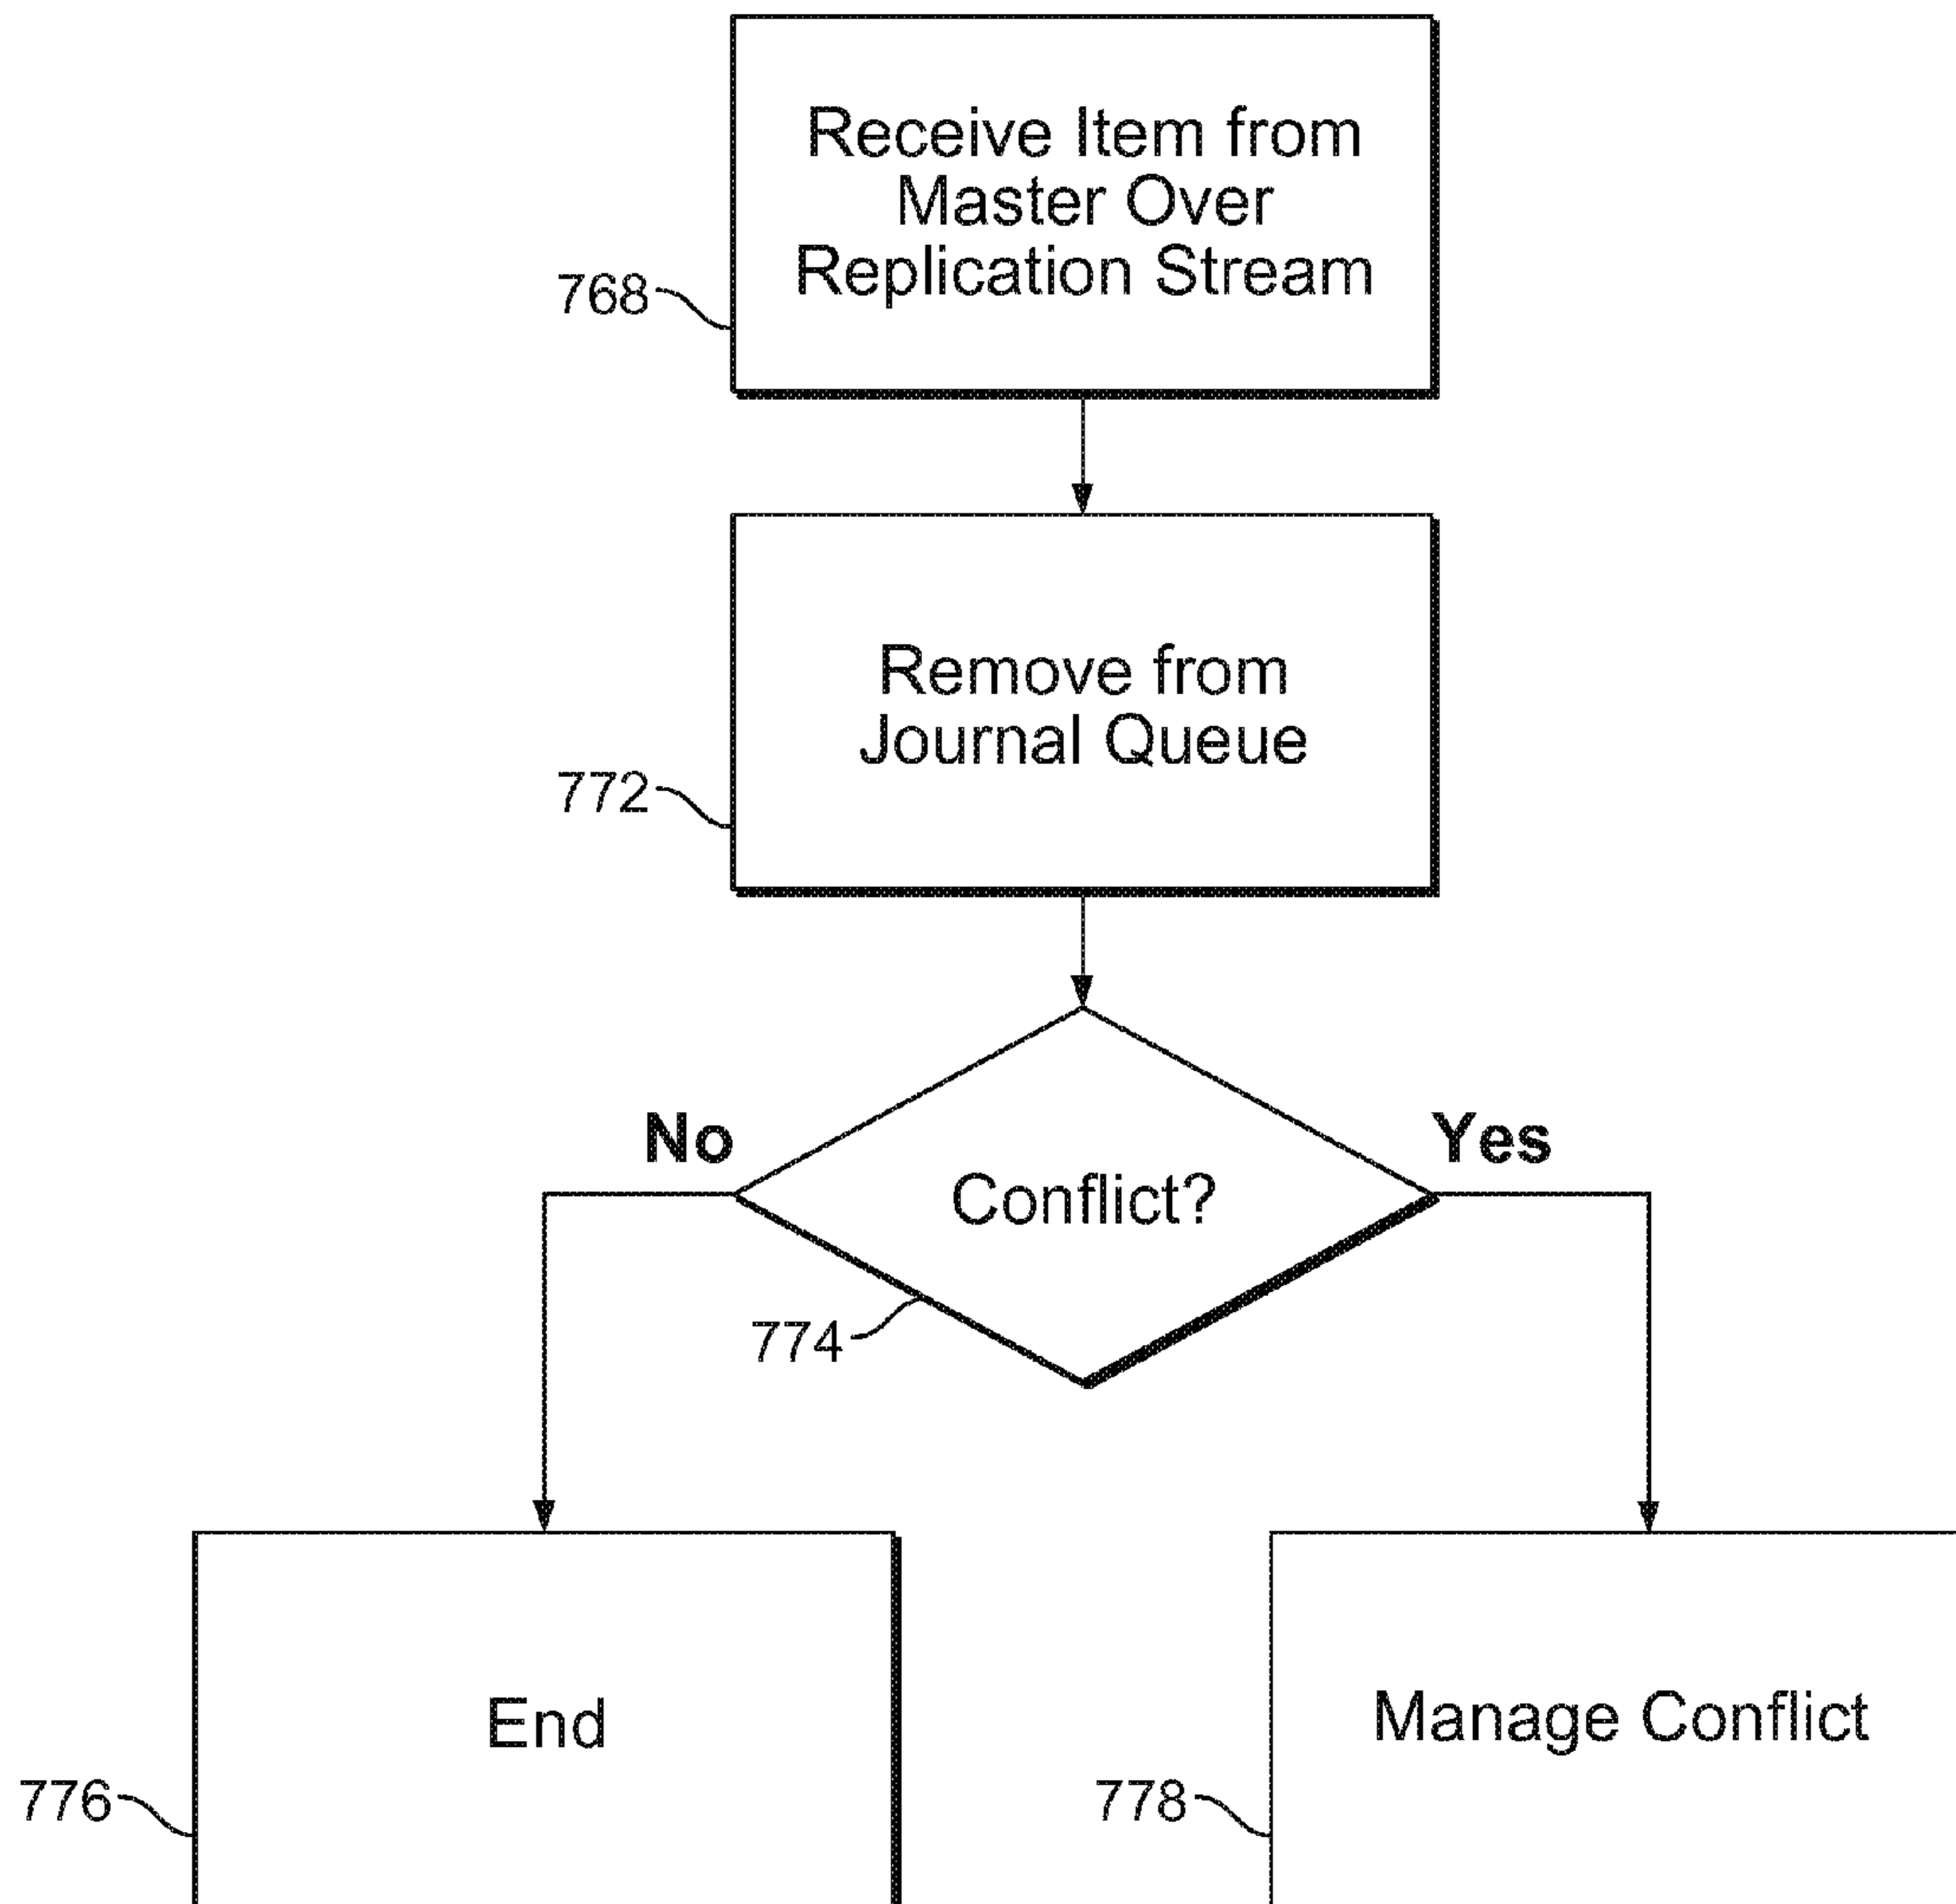 Receive Item from
Master Over
Replication Stream
768
Remove from
Journal Queue
772
No
Yes
Conflict?
774
End
Manage Conflict
776
778